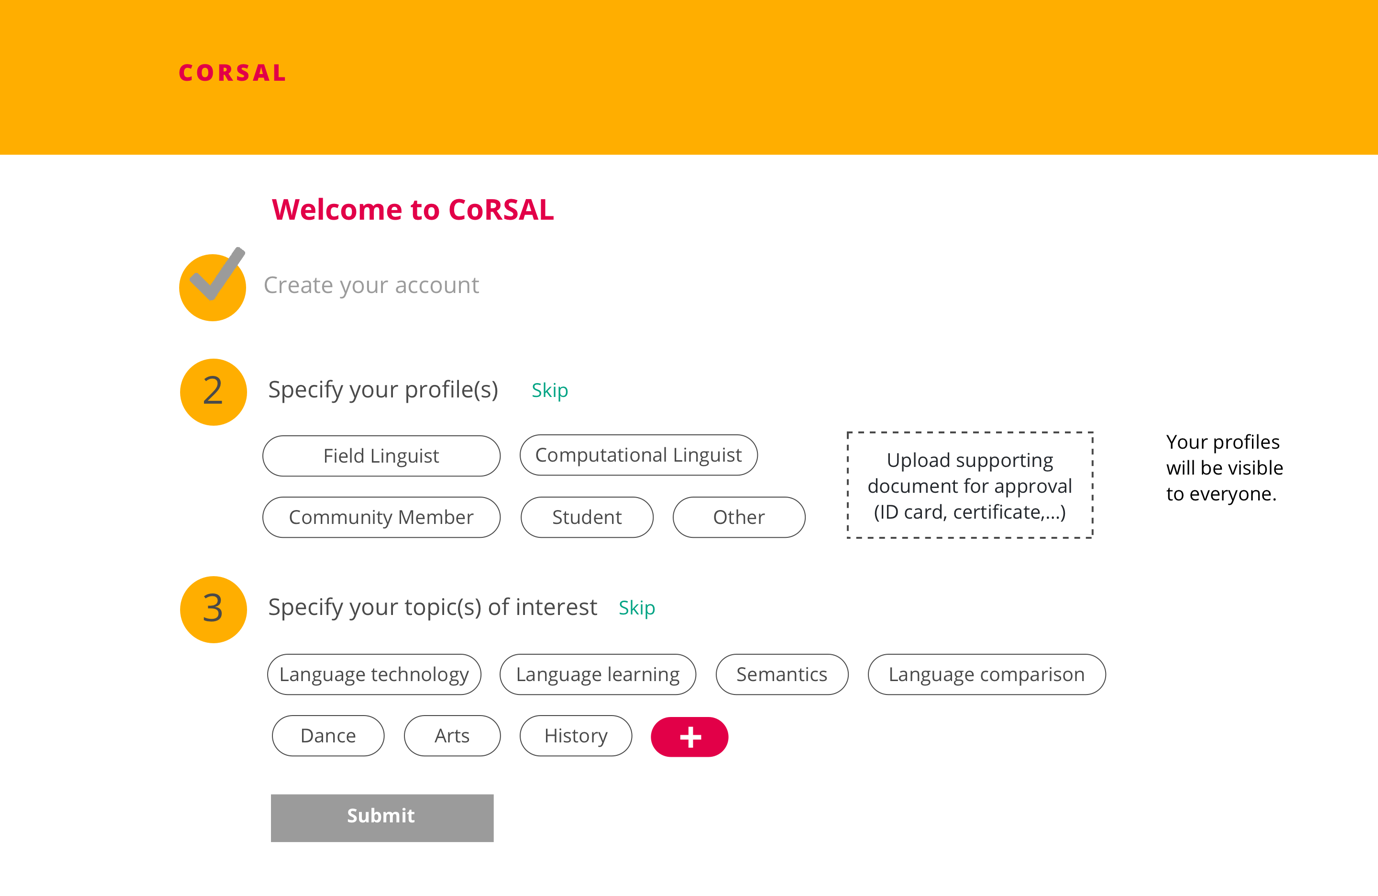 CORSAL
Welcome to CoRSAL
Create your account
2
Specify your profile(s)
Skip
Field Linguist
Computational Linguist
Community Member
Student
Other
Upload supporting
document for approval
(ID card, certificate,...)
Your profiles
will be visible
to everyone.
3
Specify your topic(s) of interest
Skip
Language technology
Language learning
Semantics
Language comparison
Dance
Arts
History
+
Submit